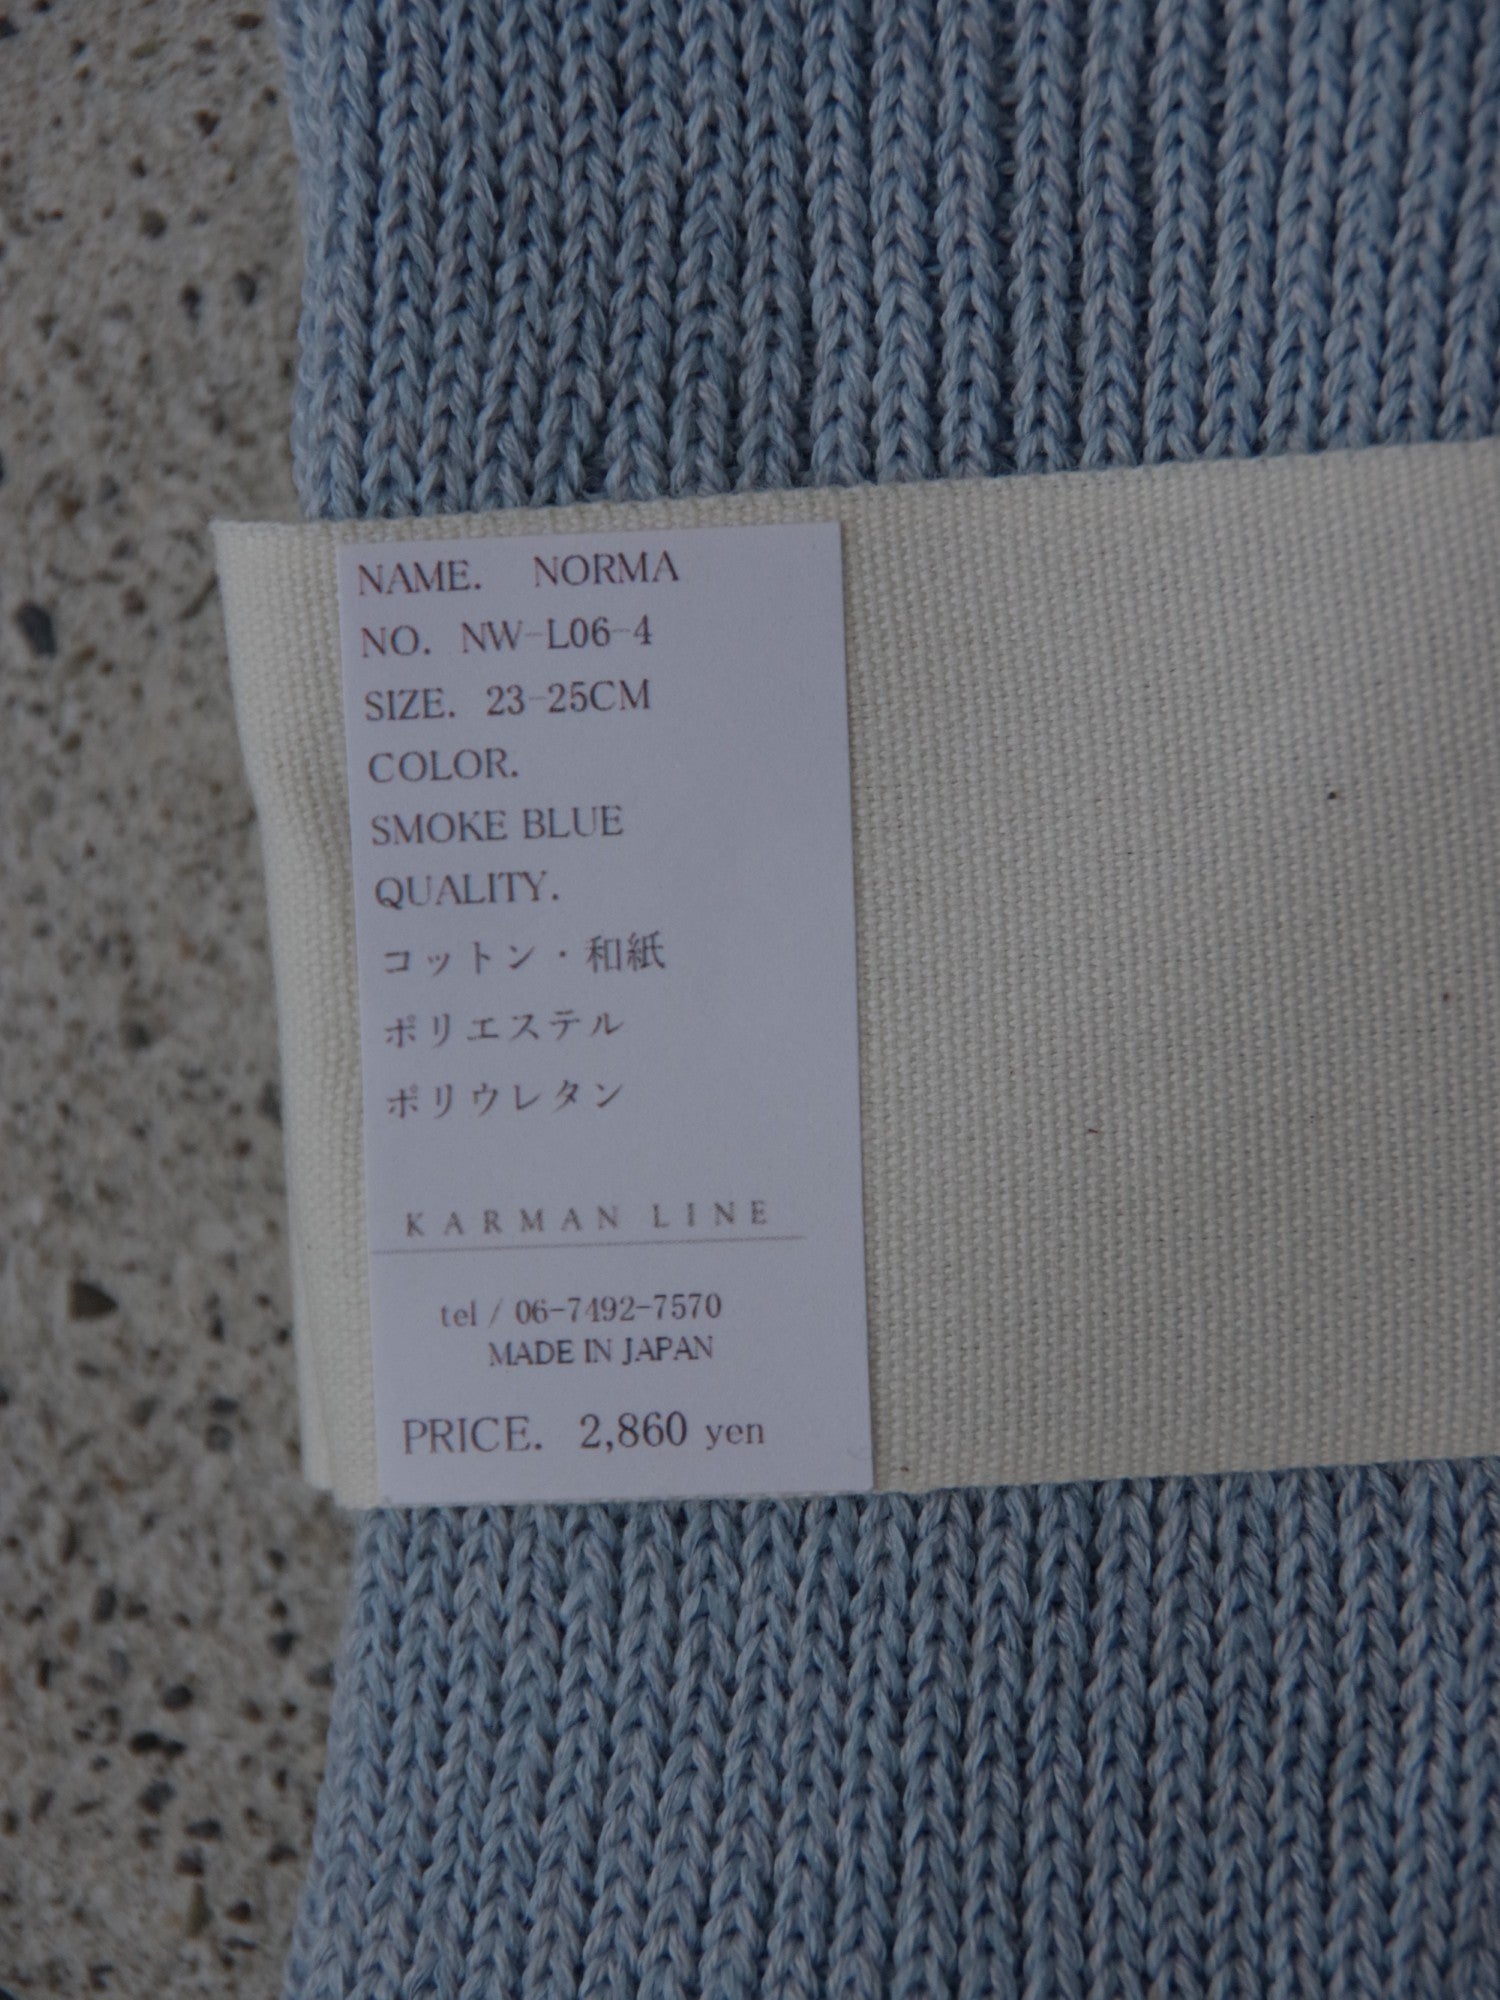 NAME. NORMA
NO. NW-L06-4
SIZE. 23-25CM
COLOR.
SMOKE BLUE
QUALITY.
コットン・和紙
ポリエステル
ポリウレタン
KARMAN LINE
tel / 06-7492-7570
MADE IN JAPAN
PRICE. 2,860 yen